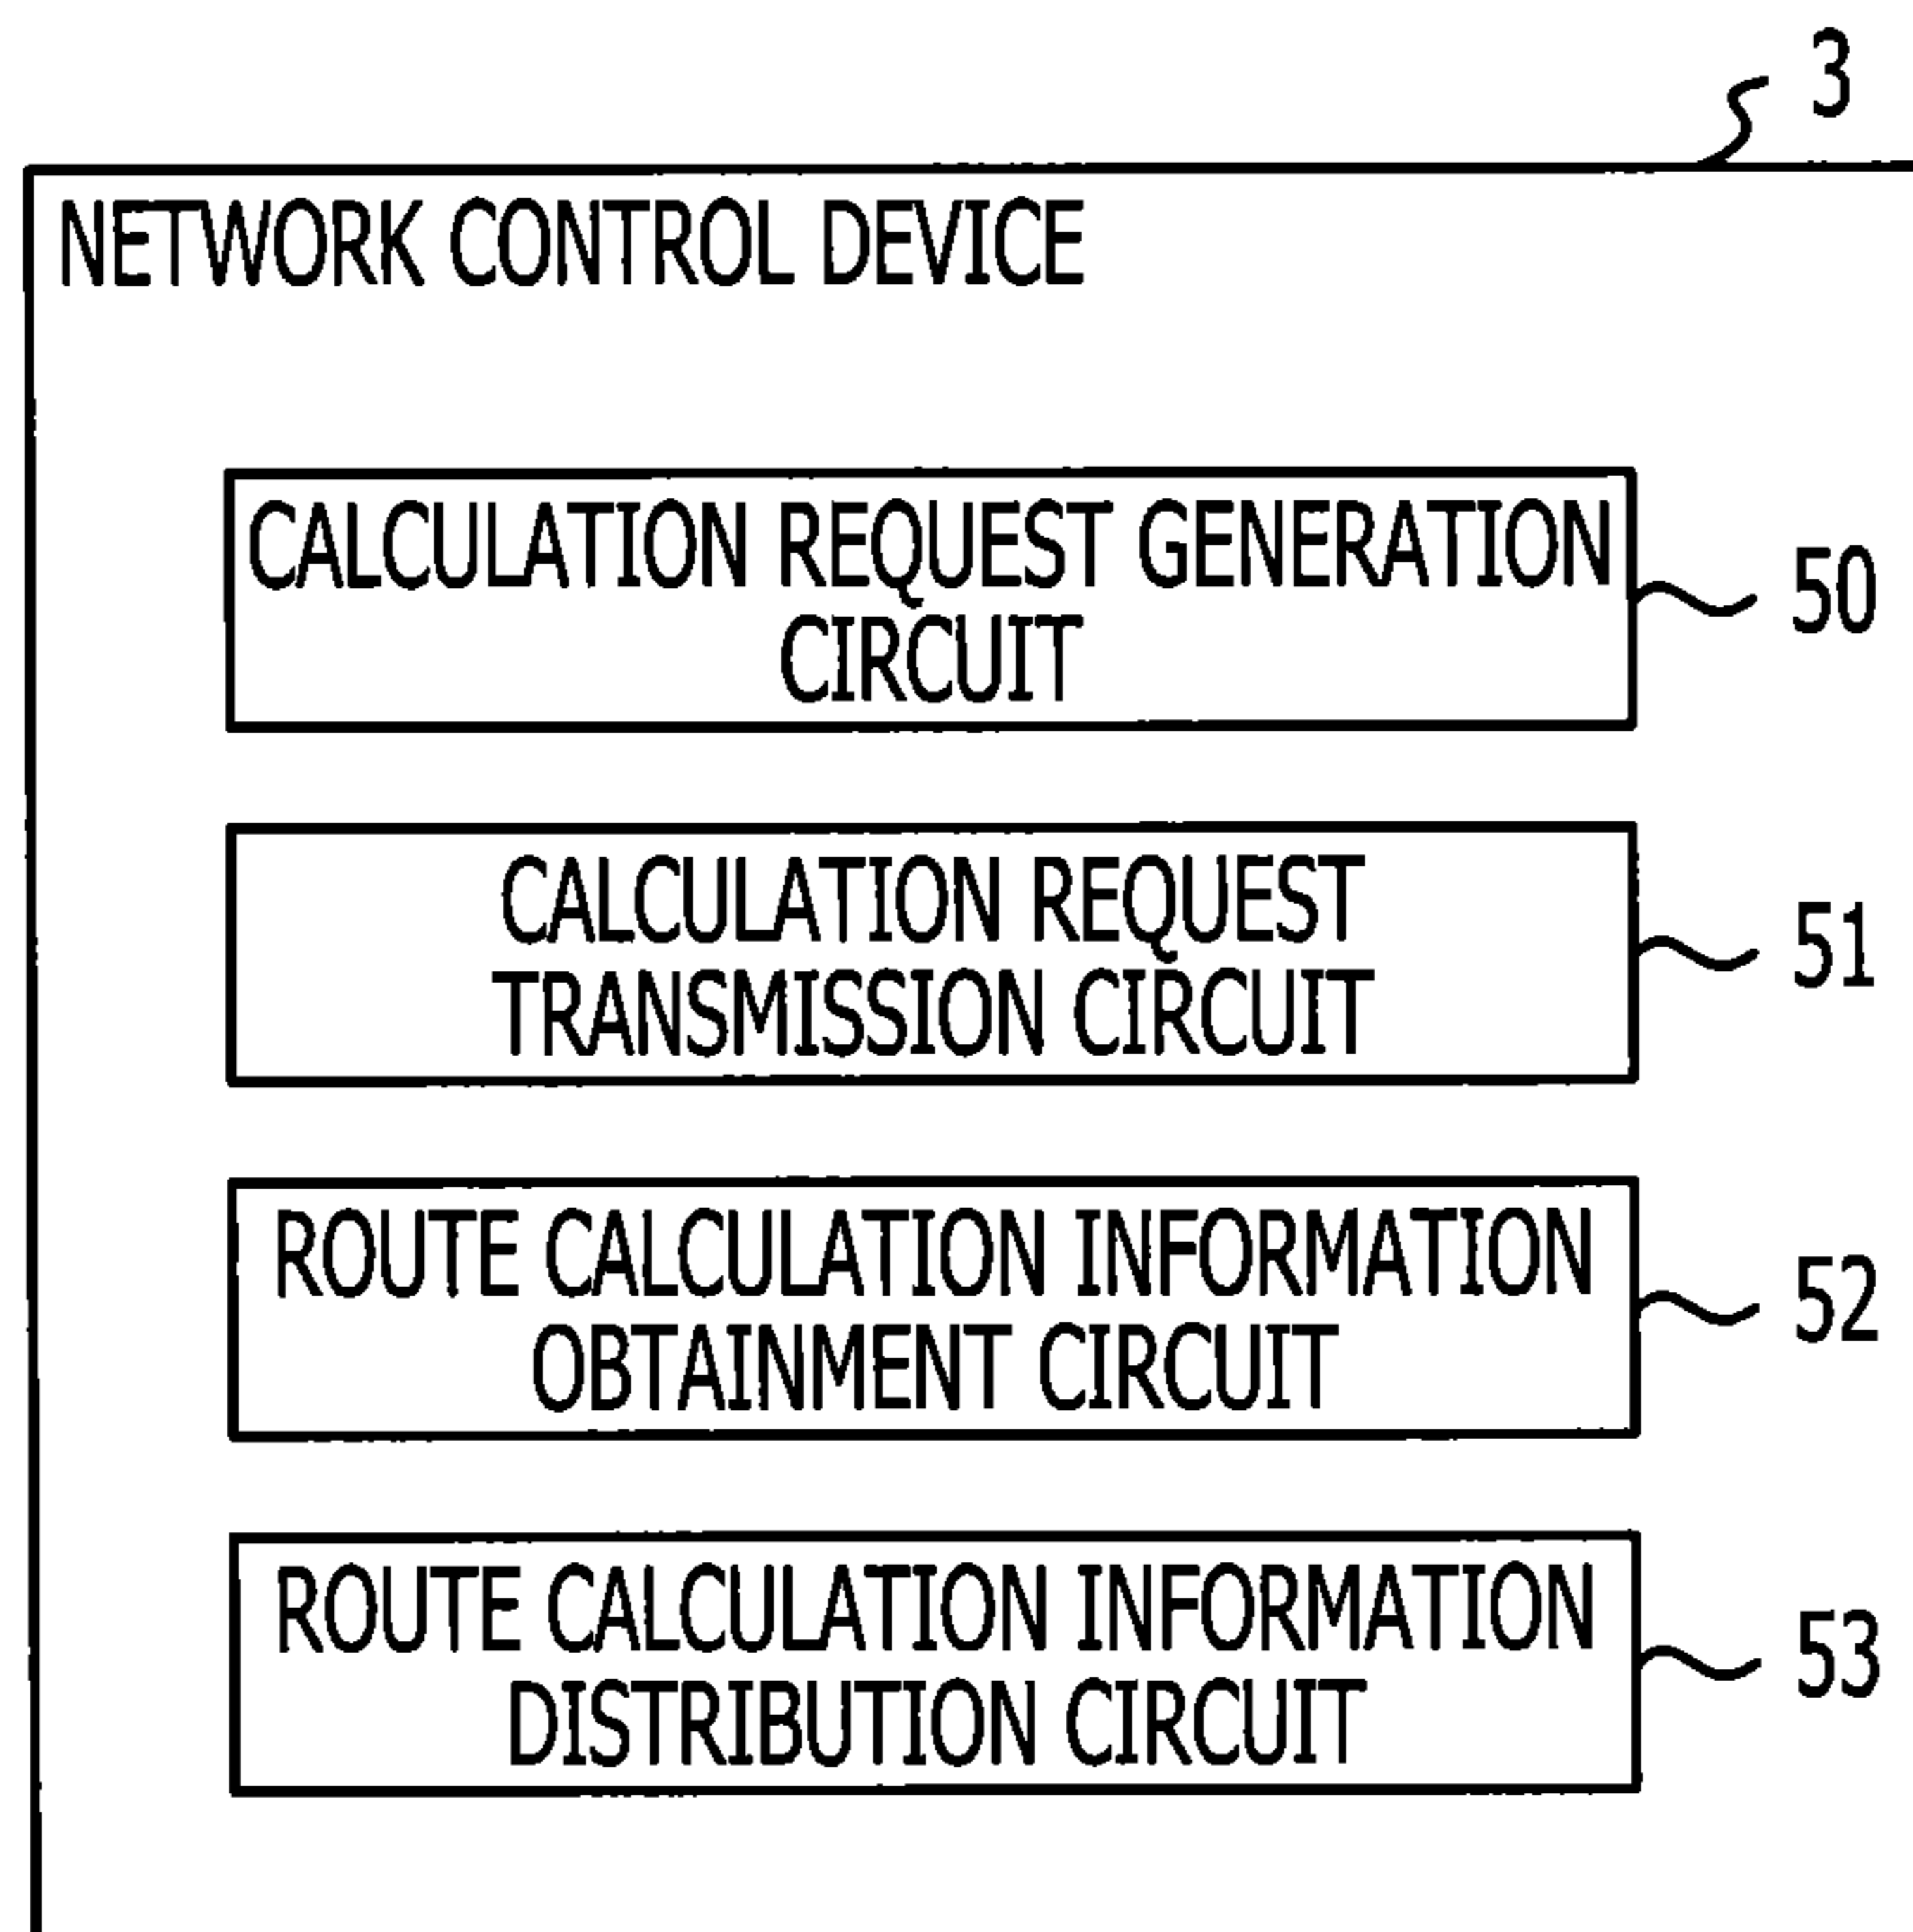 3
NETWORK CONTROL DEVICE
CALCULATION REQUEST GENERATION
CIRCUIT
50
CALCULATION REQUEST
TRANSMISSION CIRCUIT
51
ROUTE CALCULATION INFORMATION
OBTAINMENT CIRCUIT
52
ROUTE CALCULATION INFORMATION
DISTRIBUTION CIRCUIT
53